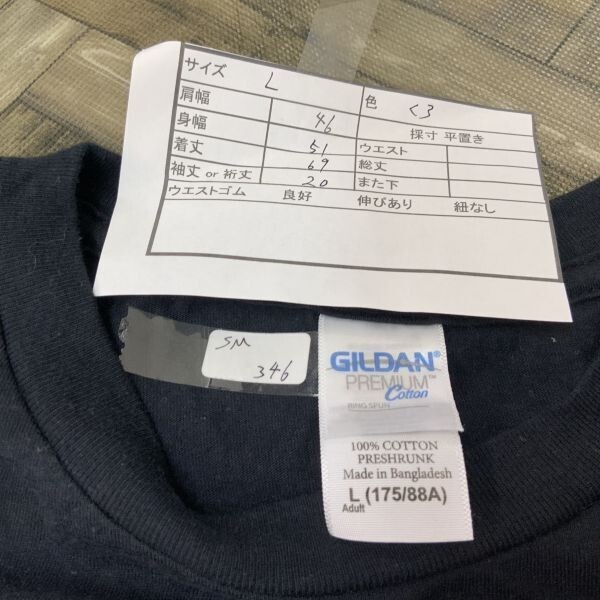 サイズ L 色 くろ
肩幅 46 採寸 平置き
身幅 51 ウエスト
着丈 69 総丈
袖丈 or 裄丈 20 また下
ウエストゴム 良好 伸びあり 紐なし
SM
346
GILDAN®
PREMIUM™
Cotton
RING SPUN
100% COTTON
PRESHRUNK
Made in Bangladesh
L (175/88A)
Adult